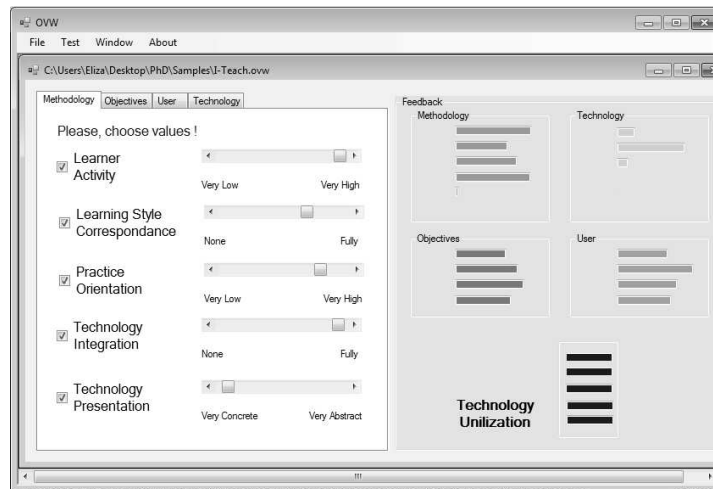 OVW
File Test Window About
C:\Users\Eliza\Desktop\PhD\Samples\I-Teach.ovw
Methodology Objectives User Technology
Please, choose values !
Learner
Activity
Very Low Very High
Learning Style
Correspondance
None Fully
Practice
Orientation
Very Low Very High
Technology
Integration
None Fully
Technology
Presentation
Very Concrete Very Abstract
Feedback
Methodology Technology
Objectives User
Technology
Unilization